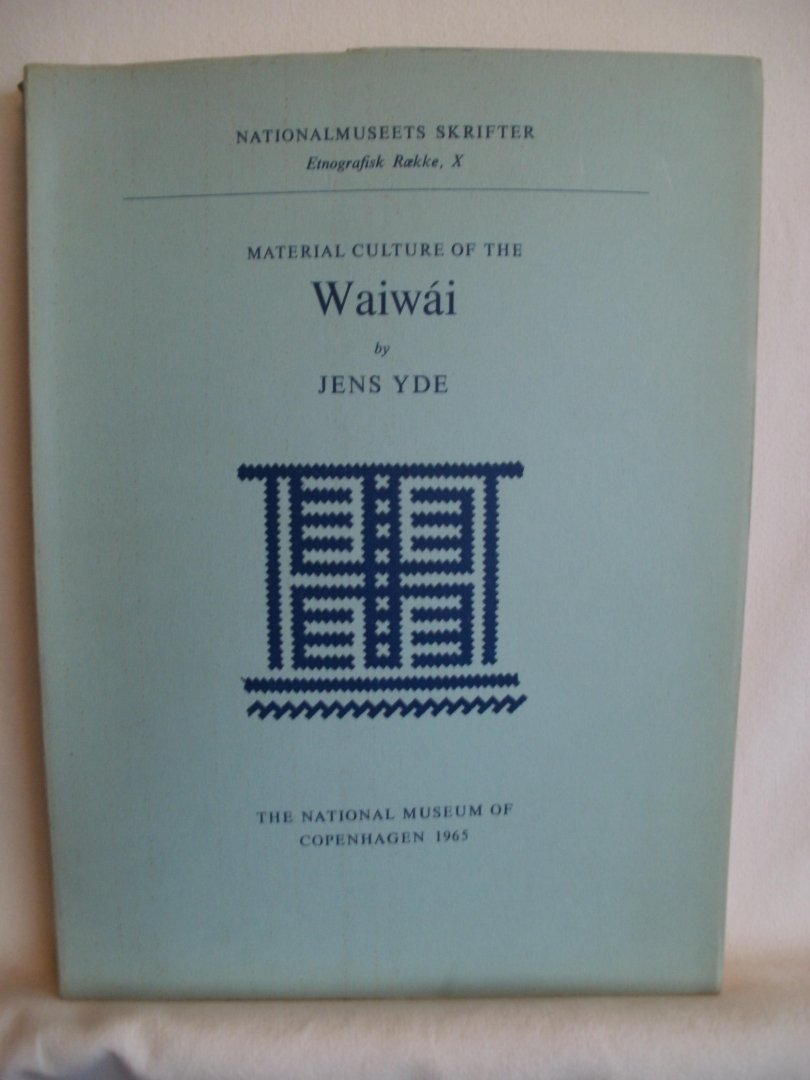 NATIONALMUSEETS SKRIFTER
Etnografisk Række, X
MATERIAL CULTURE OF THE
Waiwái
by
JENS YDE
THE NATIONAL MUSEUM OF
COPENHAGEN 1965